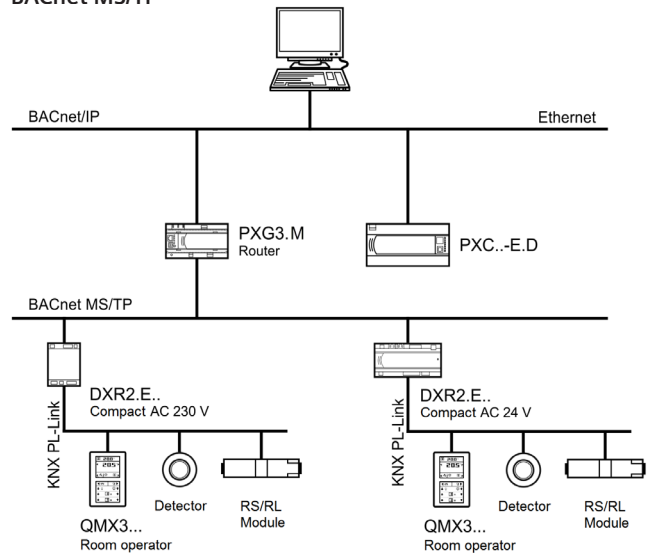 BACnet MS/TP
BACnet/IP
Ethernet
PXG3.M
Router
PXC..-E.D
BACnet MS/TP
DXR2.E..
Compact AC 230 V
KNX PL-Link
Detector
RS/RL
Module
QMX3...
Room operator
DXR2.E..
Compact AC 24 V
KNX PL-Link
Detector
RS/RL
Module
QMX3...
Room operator